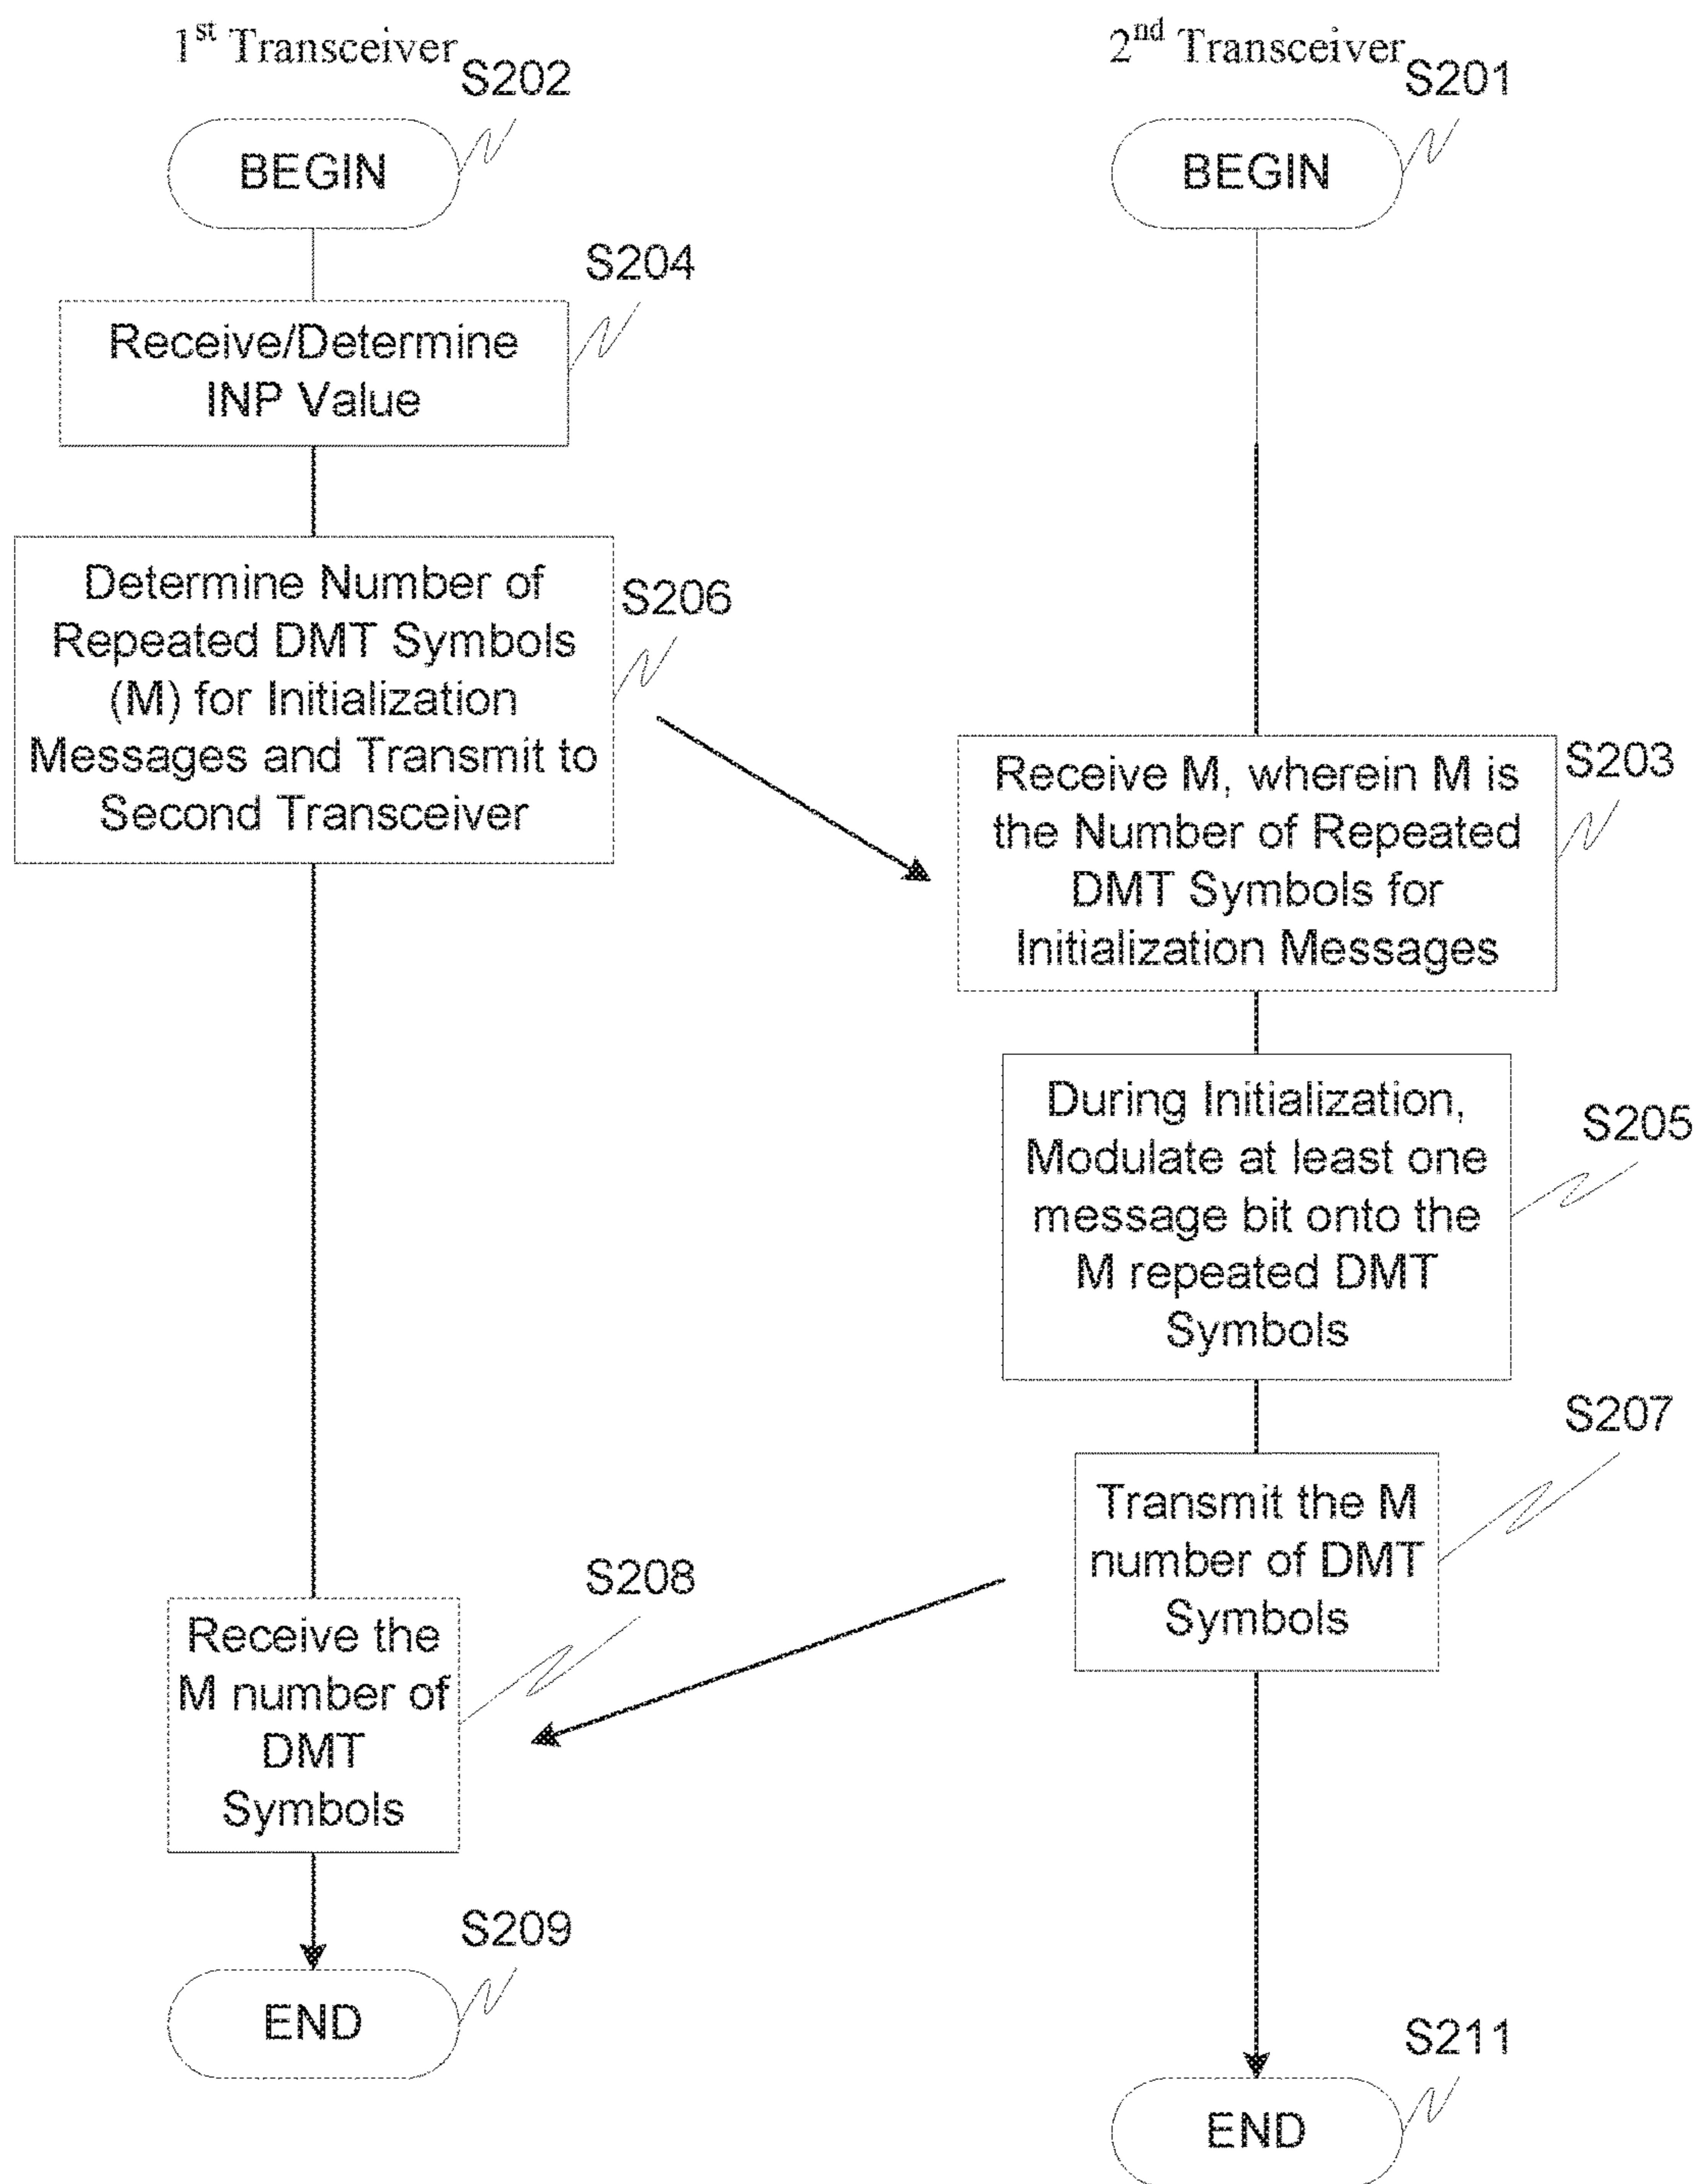 1st Transceiver
S202
BEGIN
S204
Receive/Determine
INP Value
Determine Number of
Repeated DMT Symbols
(M) for Initialization
Messages and Transmit to
Second Transceiver
S206
S208
Receive the
M number of
DMT
Symbols
S209
END
2nd Transceiver
S201
BEGIN
S203
Receive M, wherein M is
the Number of Repeated
DMT Symbols for
Initialization Messages
During Initialization,
Modulate at least one
message bit onto the
M repeated DMT
Symbols
S205
S207
Transmit the M
number of DMT
Symbols
S211
END